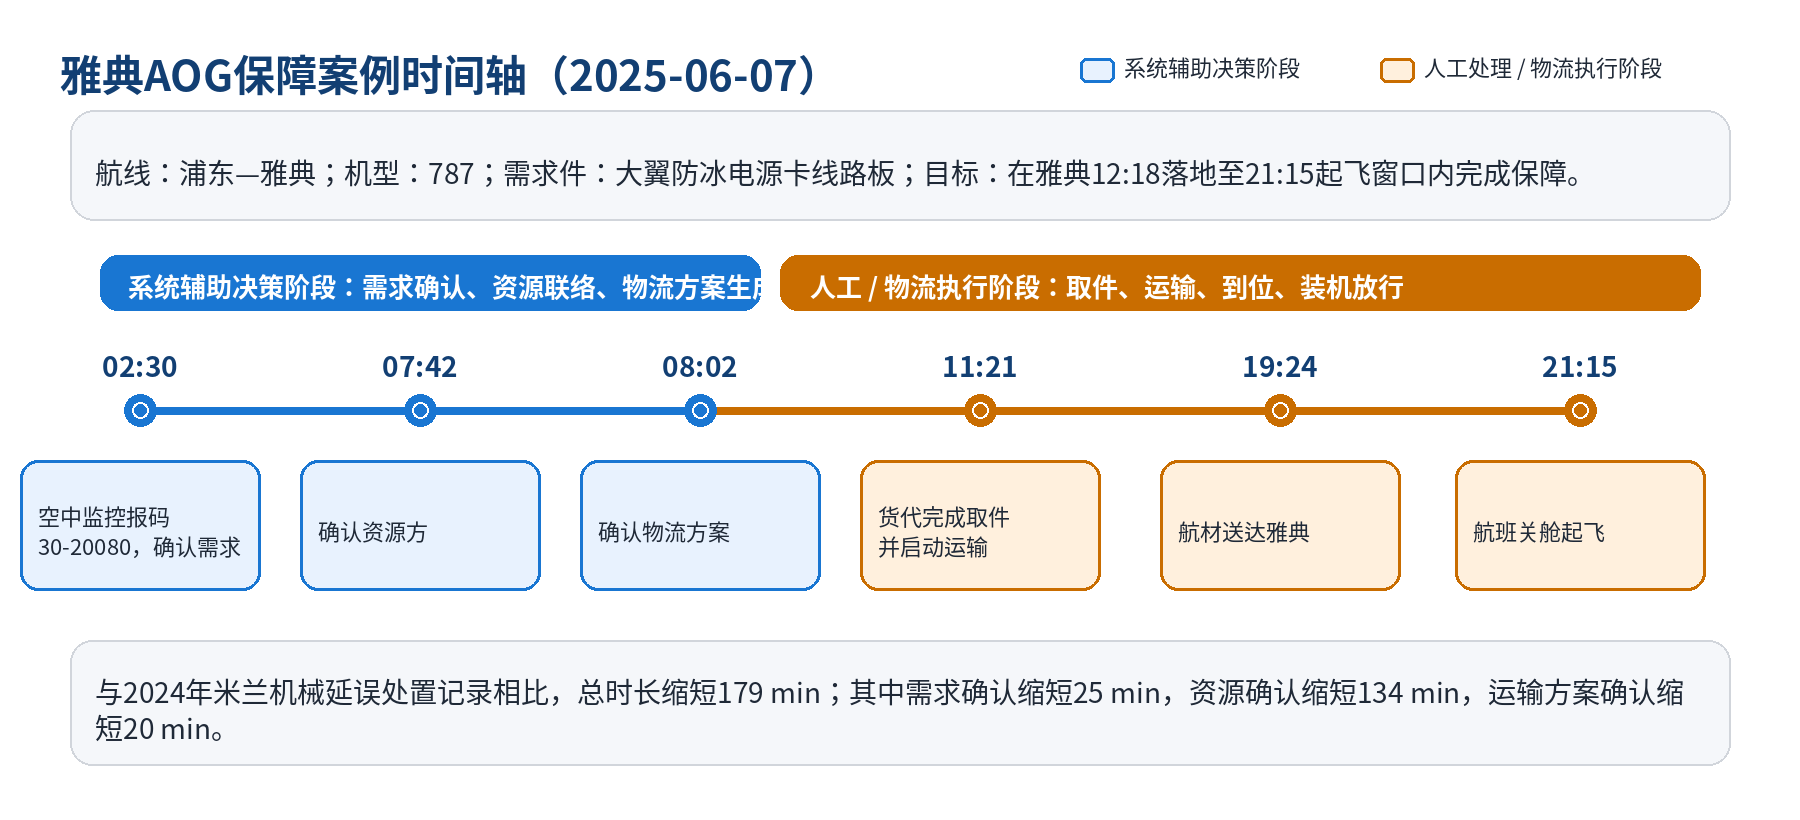 雅典AOG保障案例时间轴（2025-06-07）
系统辅助决策阶段
人工处理 / 物流执行阶段
航线：浦东—雅典；机型：787；需求件：大翼防冰电源卡线路板；目标：在雅典12:18落地至21:15起飞窗口内完成保障。
系统辅助决策阶段：需求确认、资源联络、物流方案生
人工 / 物流执行阶段：取件、运输、到位、装机放行
02:30
07:42
08:02
11:21
19:24
21:15
空中监控报码
30-20080，确认需求
确认资源方
确认物流方案
货代完成取件
并启动运输
航材送达雅典
航班关舱起飞
与2024年米兰机械延误处置记录相比，总时长缩短179 min；其中需求确认缩短25 min，资源确认缩短134 min，运输方案确认缩
短20 min。